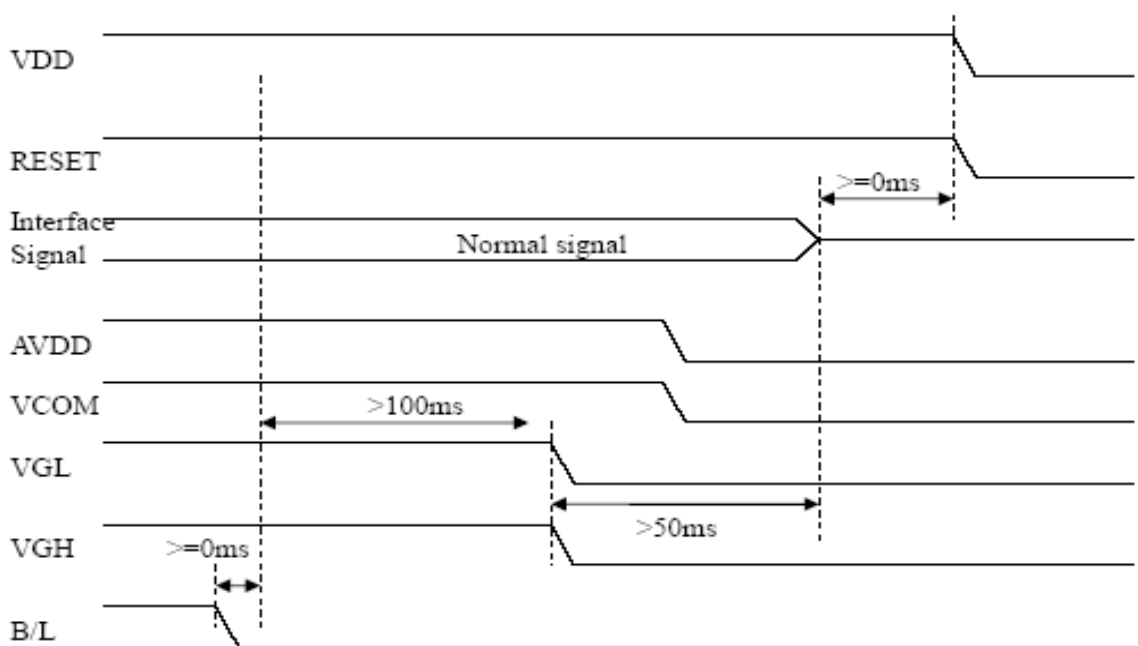 VDD
RESET
>=0ms
Interface
Signal
Normal signal
AVDD
VCOM
>100ms
VGL
>50ms
VGH
>=0ms
B/L